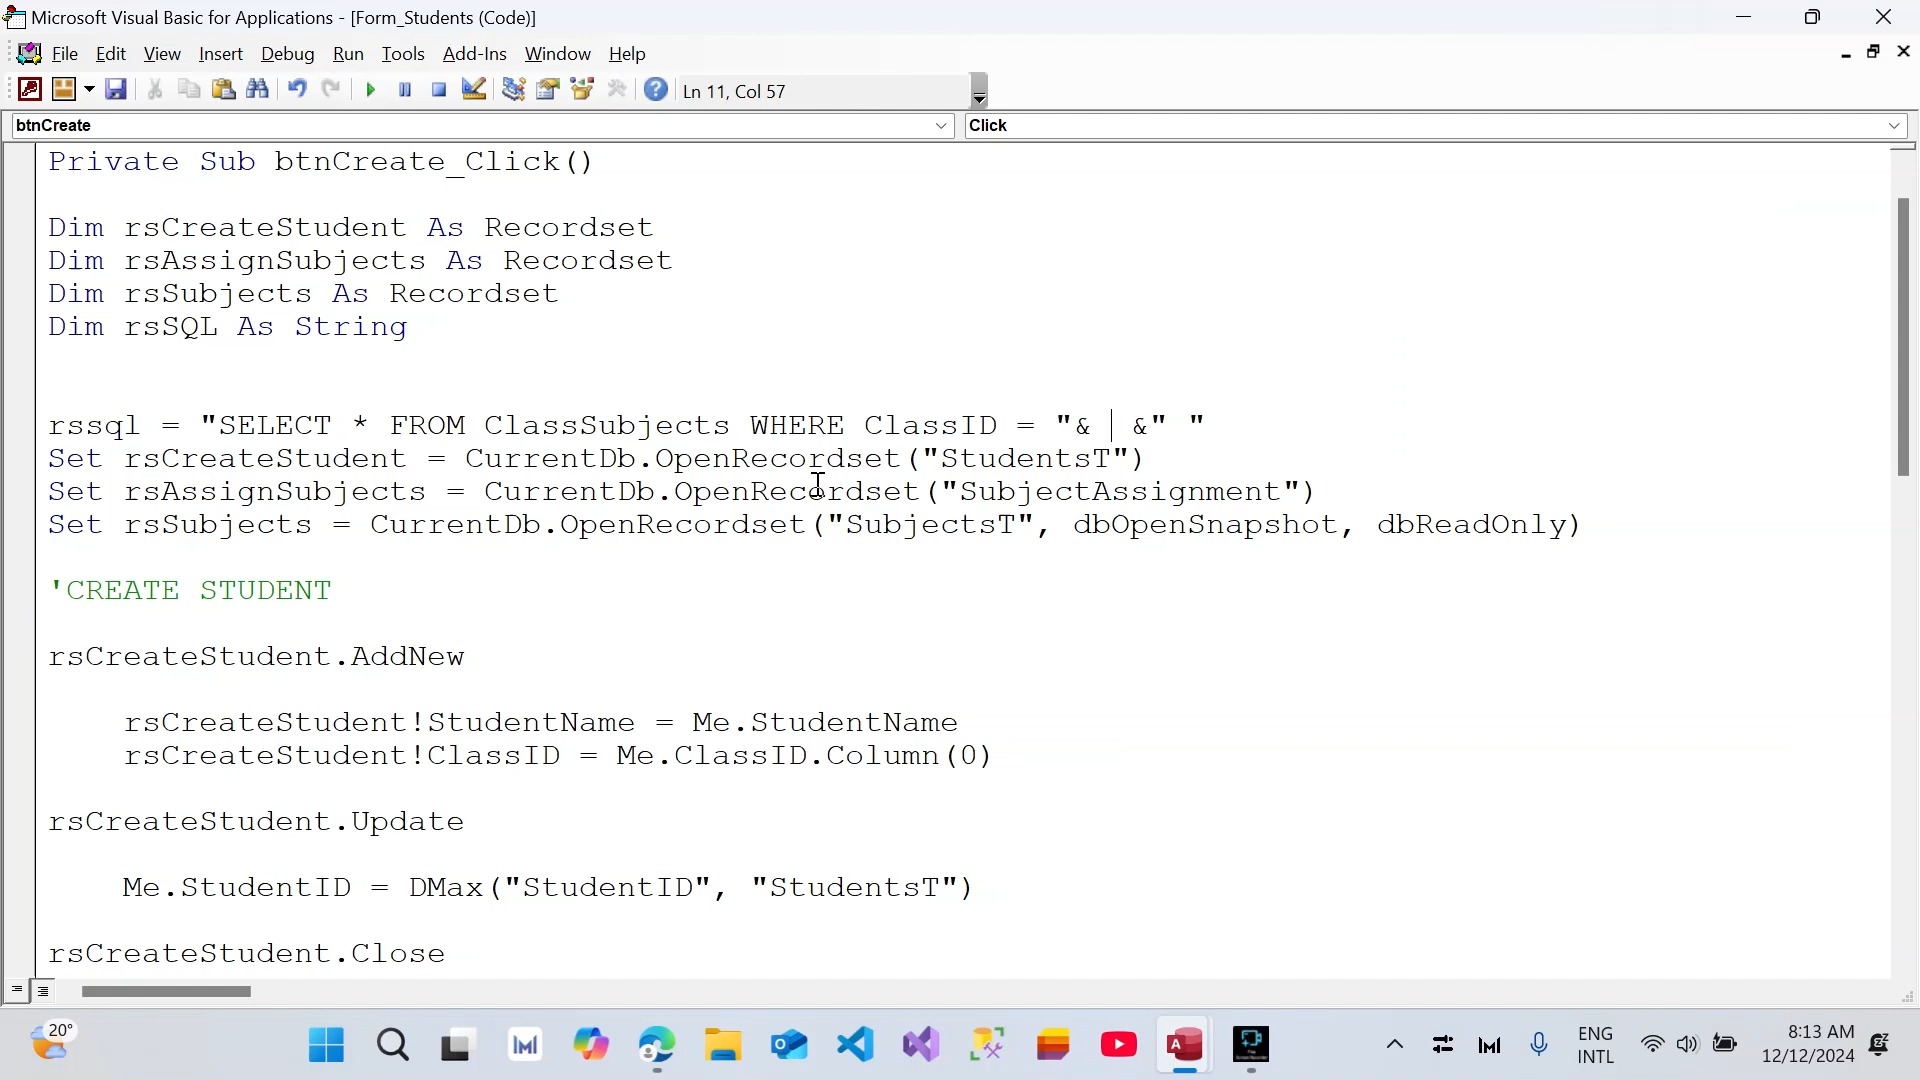 Microsoft Visual Basic for Applications - [Form_Students (Code)]
File Edit View Insert Debug Run Tools Add-Ins Window Help
Ln 11, Col 57
btnCreate
Click
Private Sub btnCreate_Click()
Dim rsCreateStudent As Recordset
Dim rsAssignSubjects As Recordset
Dim rsSubjects As Recordset
Dim rsSQL As String
rssql = "SELECT * FROM ClassSubjects WHERE ClassID = "& &" "
Set rsCreateStudent = CurrentDb.OpenRecordset("StudentsT")
Set rsAssignSubjects = CurrentDb.OpenRecordset("SubjectAssignment")
Set rsSubjects = CurrentDb.OpenRecordset("SubjectsT", dbOpenSnapshot, dbReadOnly)
'CREATE STUDENT
rsCreateStudent.AddNew
rsCreateStudent!StudentName = Me.StudentName
rsCreateStudent!ClassID = Me.ClassID.Column(0)
rsCreateStudent.Update
Me.StudentID = DMax("StudentID", "StudentsT")
rsCreateStudent.Close
20°
ENG
INTL
8:13 AM
12/12/2024